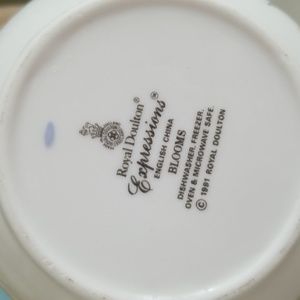 Royal Doulton®
Expressions®
ENGLISH CHINA
BLOOMS
DISHWASHER, FREEZER,
OVEN & MICROWAVE SAFE.
© 1991 ROYAL DOULTON